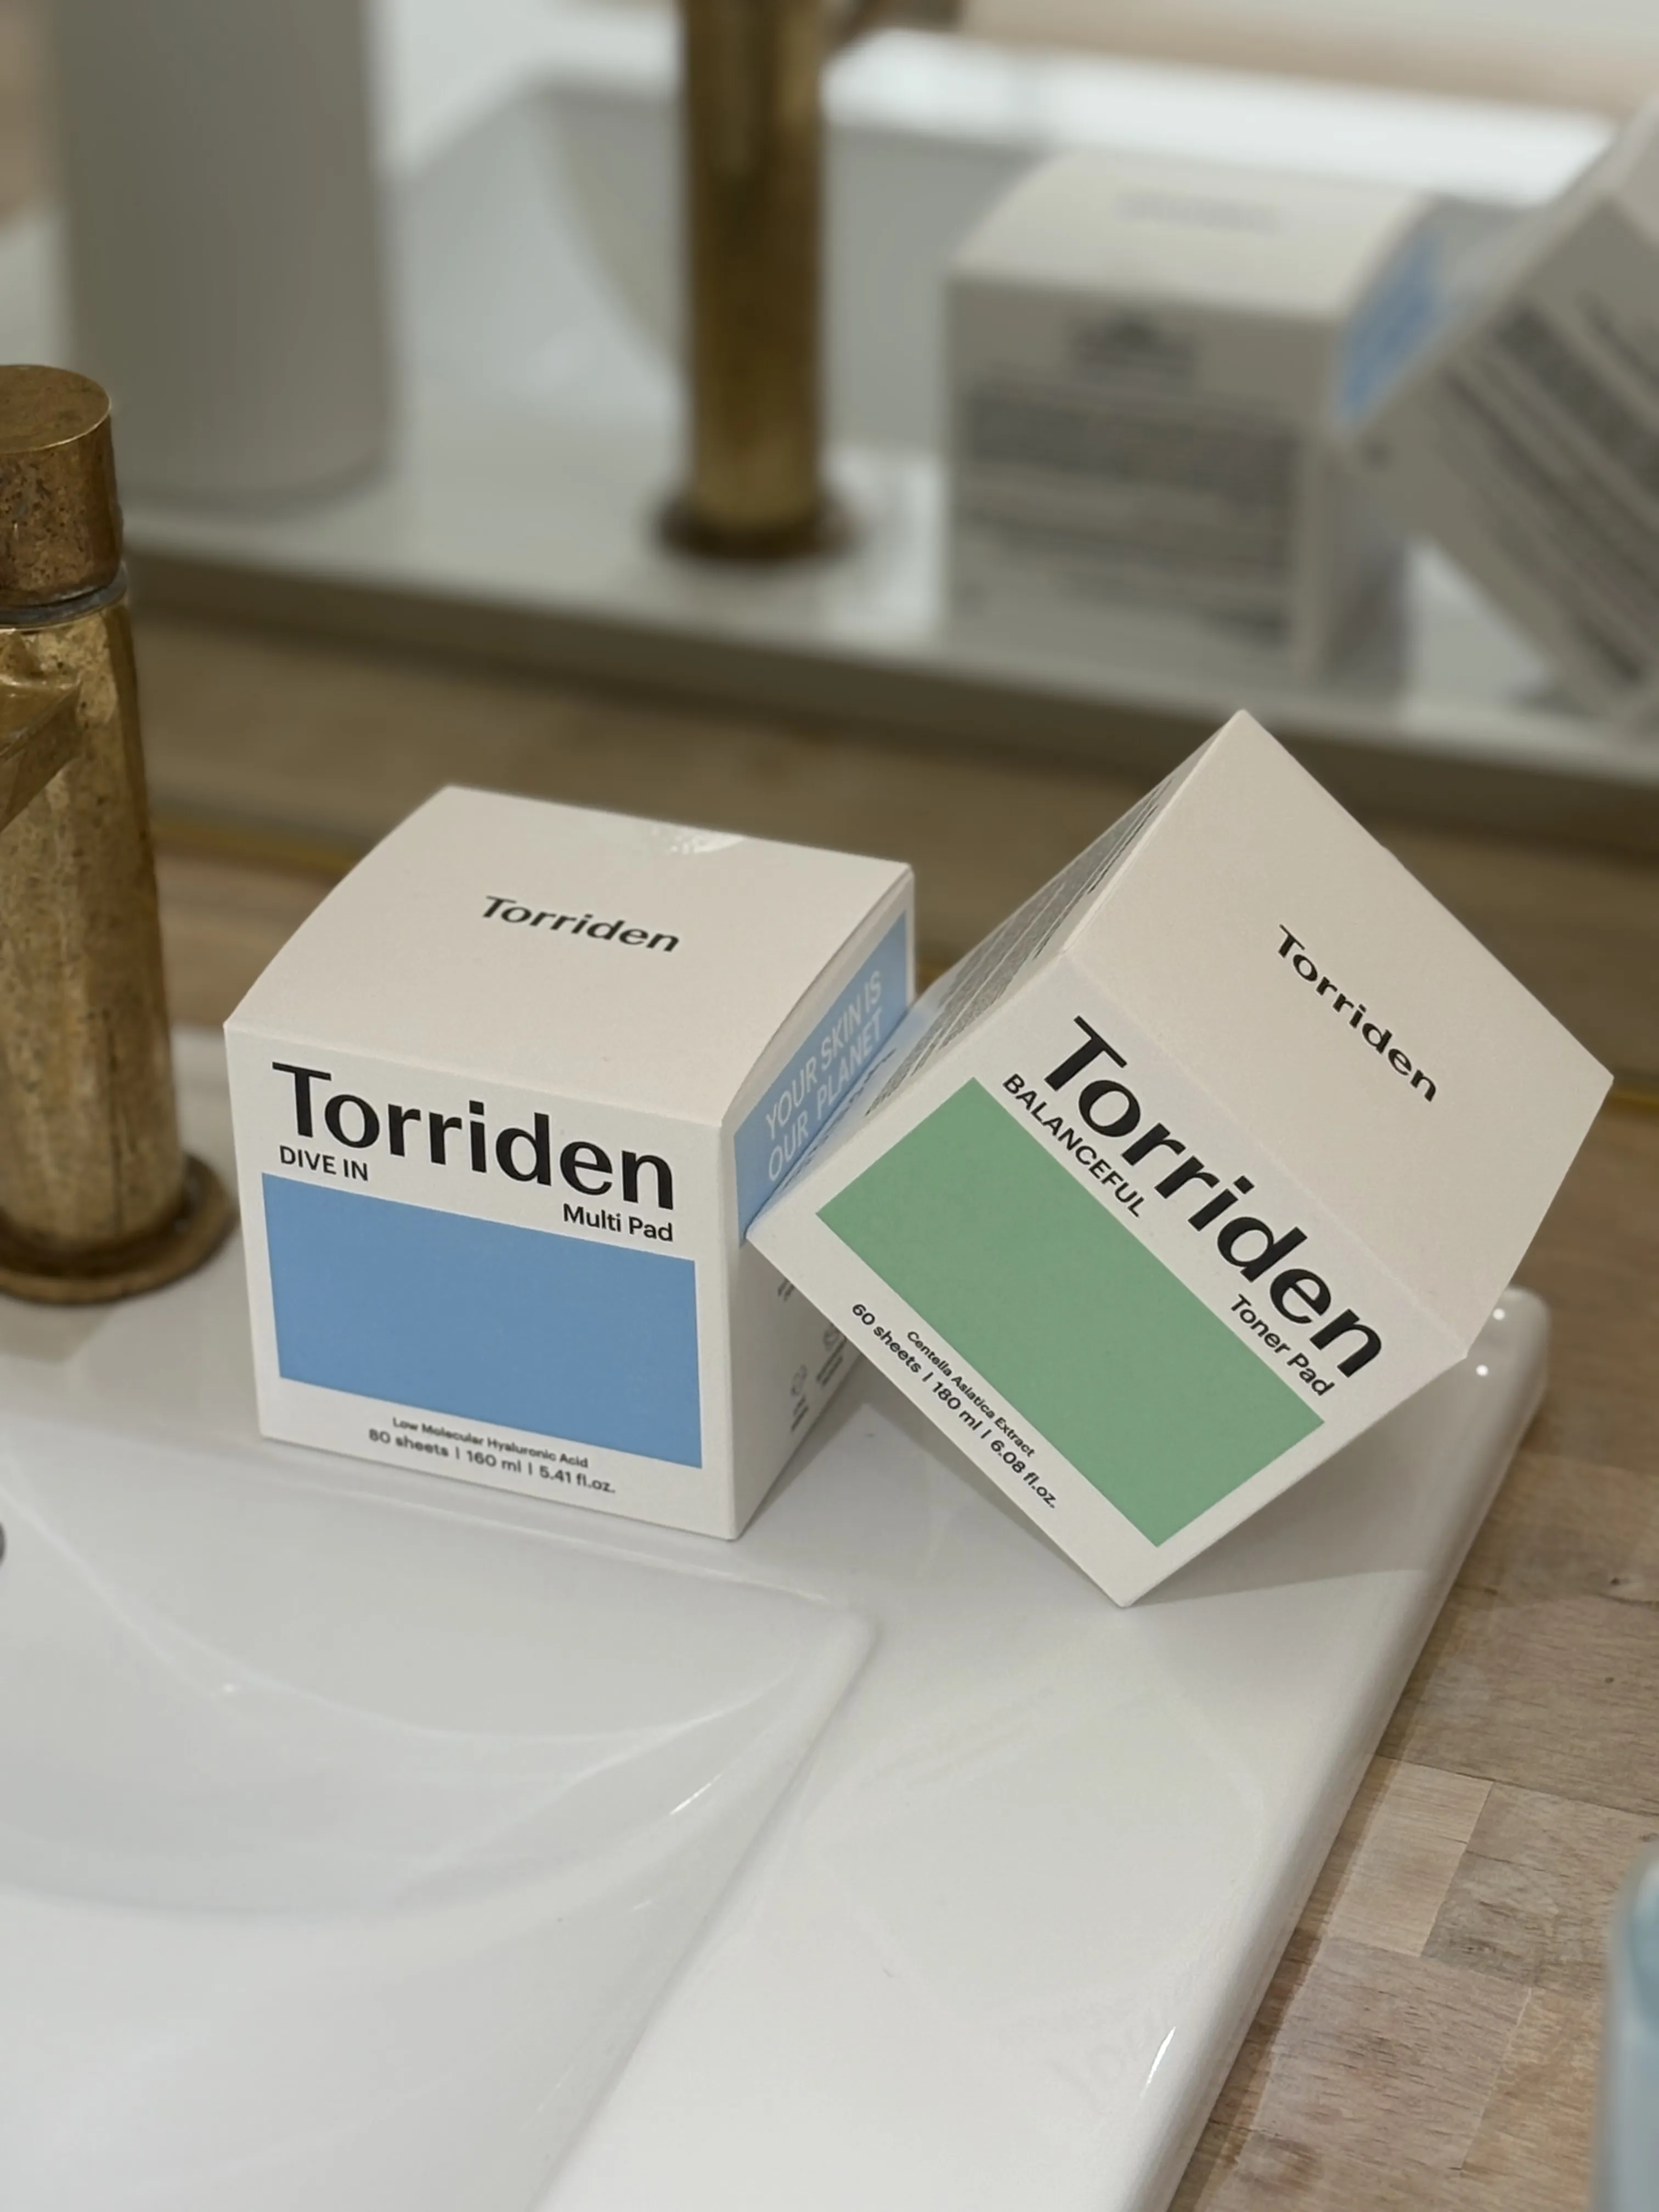 Torriden
Torriden
DIVE IN
Multi Pad
Low Molecular Hyaluronic Acid
80 sheets | 160 ml | 5.41 fl.oz.
YOUR SKIN IS
OUR PLANET
Torriden
Torriden
BALANCEFUL
Toner Pad
Centella Asiatica Extract
60 sheets | 180 ml | 6.08 fl.oz.